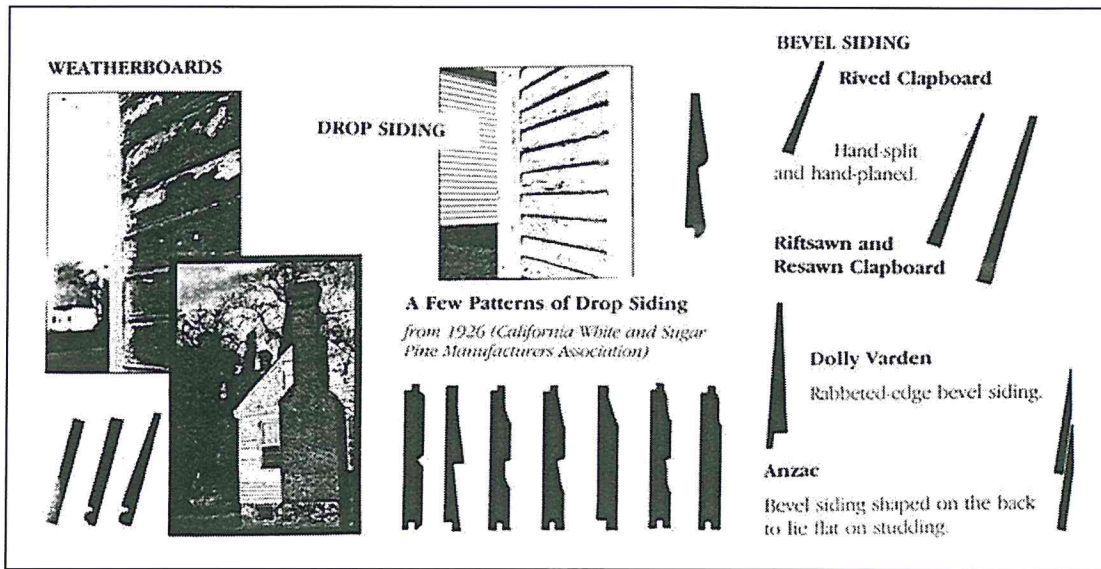 WEATHERBOARDS
DROP SIDING
A Few Patterns of Drop Siding
from 1926 (California White and Sugar
Pine Manufacturers Association)
BEVEL SIDING
Rived Clapboard
Hand-split
and hand-planed.
Riftsawn and
Resawn Clapboard
Dolly Varden
Rabbeted-edge bevel siding.
Anzac
Bevel siding shaped on the back
to lie flat on studding.